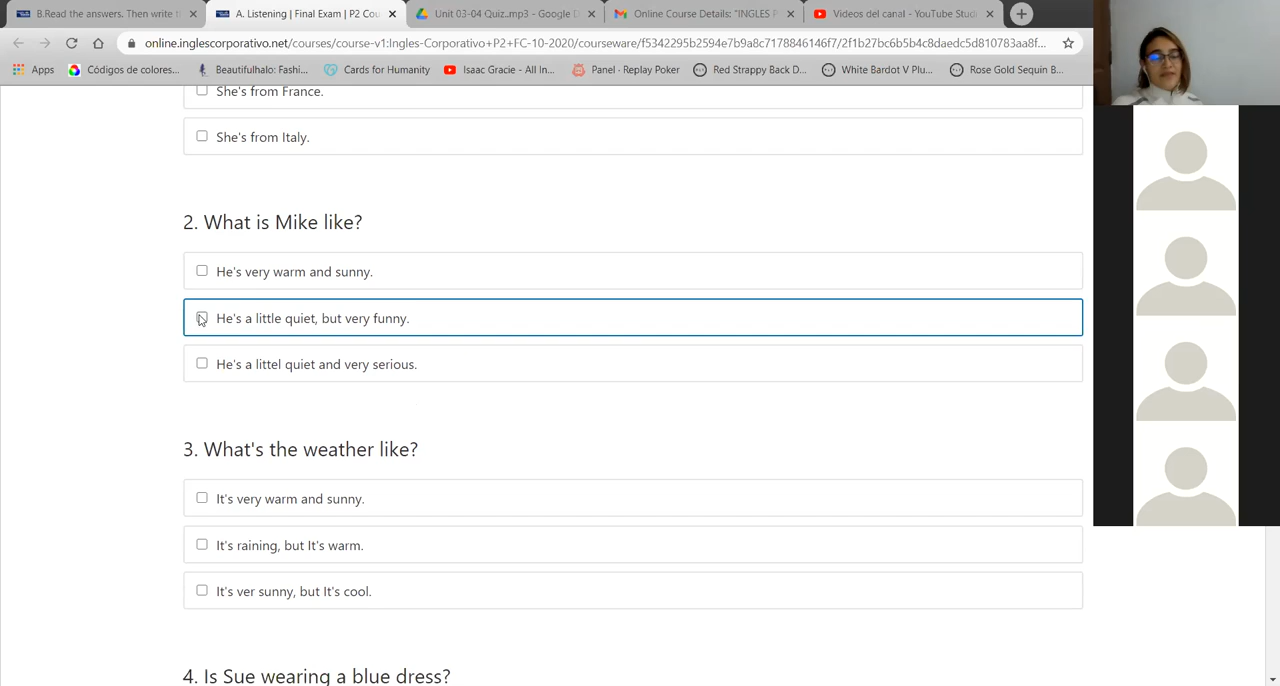 B.Read the answers. Then write t
A. Listening | Final Exam | P2 Cou
Unit 03-04 Quiz..mp3 - Google D
Online Course Details: "INGLES P
Videos del canal - YouTube Stud
online.inglescorporativo.net/courses/course-v1:Ingles-Corporativo+P2+FC-10-2020/courseware/f5342295b2594e7b9a8c7178846146f7/2f1b27bc6b5b4c8daedc5d810783aa8f...
Apps
Códigos de colores...
Beautifulhalo: Fashi...
Cards for Humanity
Isaac Gracie - All In...
Panel · Replay Poker
Red Strappy Back D...
White Bardot V Plu...
Rose Gold Sequin B...
She's from France.
She's from Italy.
2. What is Mike like?
He's very warm and sunny.
He's a little quiet, but very funny.
He's a littel quiet and very serious.
3. What's the weather like?
It's very warm and sunny.
It's raining, but It's warm.
It's ver sunny, but It's cool.
4. Is Sue wearing a blue dress?